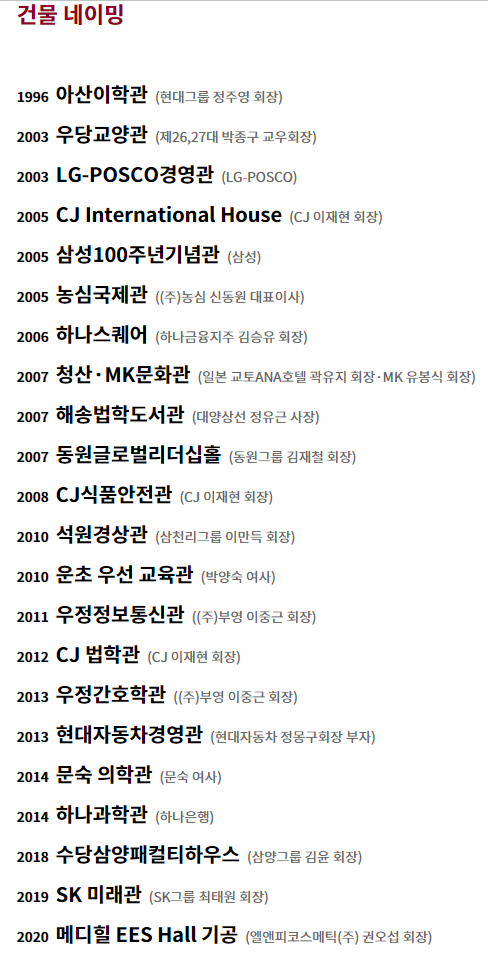 건물 네이밍
1996 아산이학관 (현대그룹 정주영 회장)
2003 우당교양관 (제26,27대 박종구 교우회장)
2003 LG-POSCO경영관 (LG-POSCO)
2005 CJ International House (CJ 이재현 회장)
2005 삼성100주년기념관 (삼성)
2005 농심국제관 ((주)농심 신동원 대표이사)
2006 하나스퀘어 (하나금융지주 김승유 회장)
2007 청산·MK문화관 (일본 교토ANA호텔 곽유지 회장·MK 유봉식 회장)
2007 해송법학도서관 (대양상선 정유근 사장)
2007 동원글로벌리더십홀 (동원그룹 김재철 회장)
2008 CJ식품안전관 (CJ 이재현 회장)
2010 석원경상관 (삼천리그룹 이만득 회장)
2010 운초 우선 교육관 (박양숙 여사)
2011 우정정보통신관 ((주)부영 이중근 회장)
2012 CJ 법학관 (CJ 이재현 회장)
2013 우정간호학관 ((주)부영 이중근 회장)
2013 현대자동차경영관 (현대자동차 정몽구회장 부자)
2014 문숙 의학관 (문숙 여사)
2014 하나과학관 (하나은행)
2018 수당삼양패컬티하우스 (삼양그룹 김윤 회장)
2019 SK 미래관 (SK그룹 최태원 회장)
2020 메디힐 EES Hall 기공 (엘앤피코스메틱(주) 권오섭 회장)